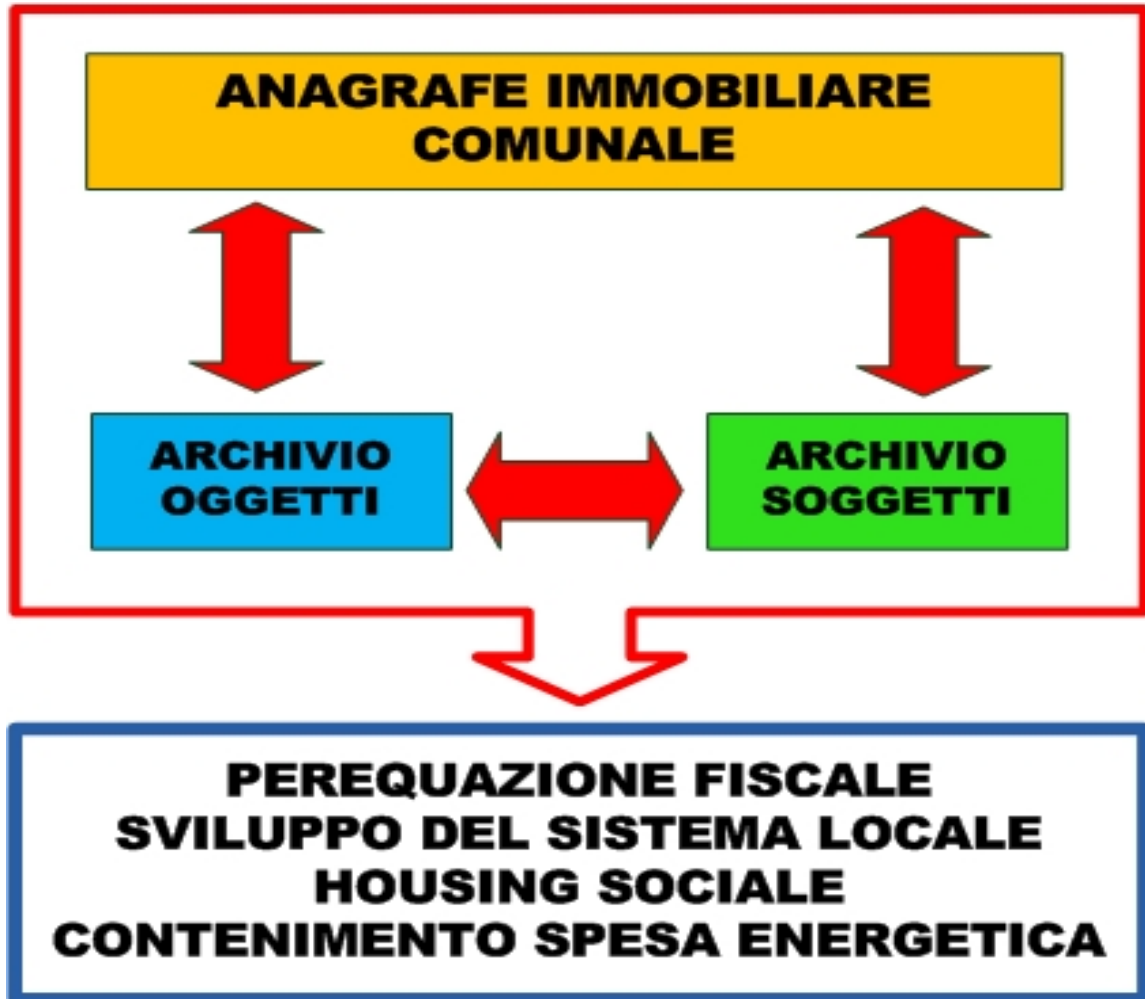 ANAGRAFE IMMOBILIARE
COMUNALE
ARCHIVIO
OGGETTI
ARCHIVIO
SOGGETTI
PEREQUAZIONE FISCALE
SVILUPPO DEL SISTEMA LOCALE
HOUSING SOCIALE
CONTENIMENTO SPESA ENERGETICA